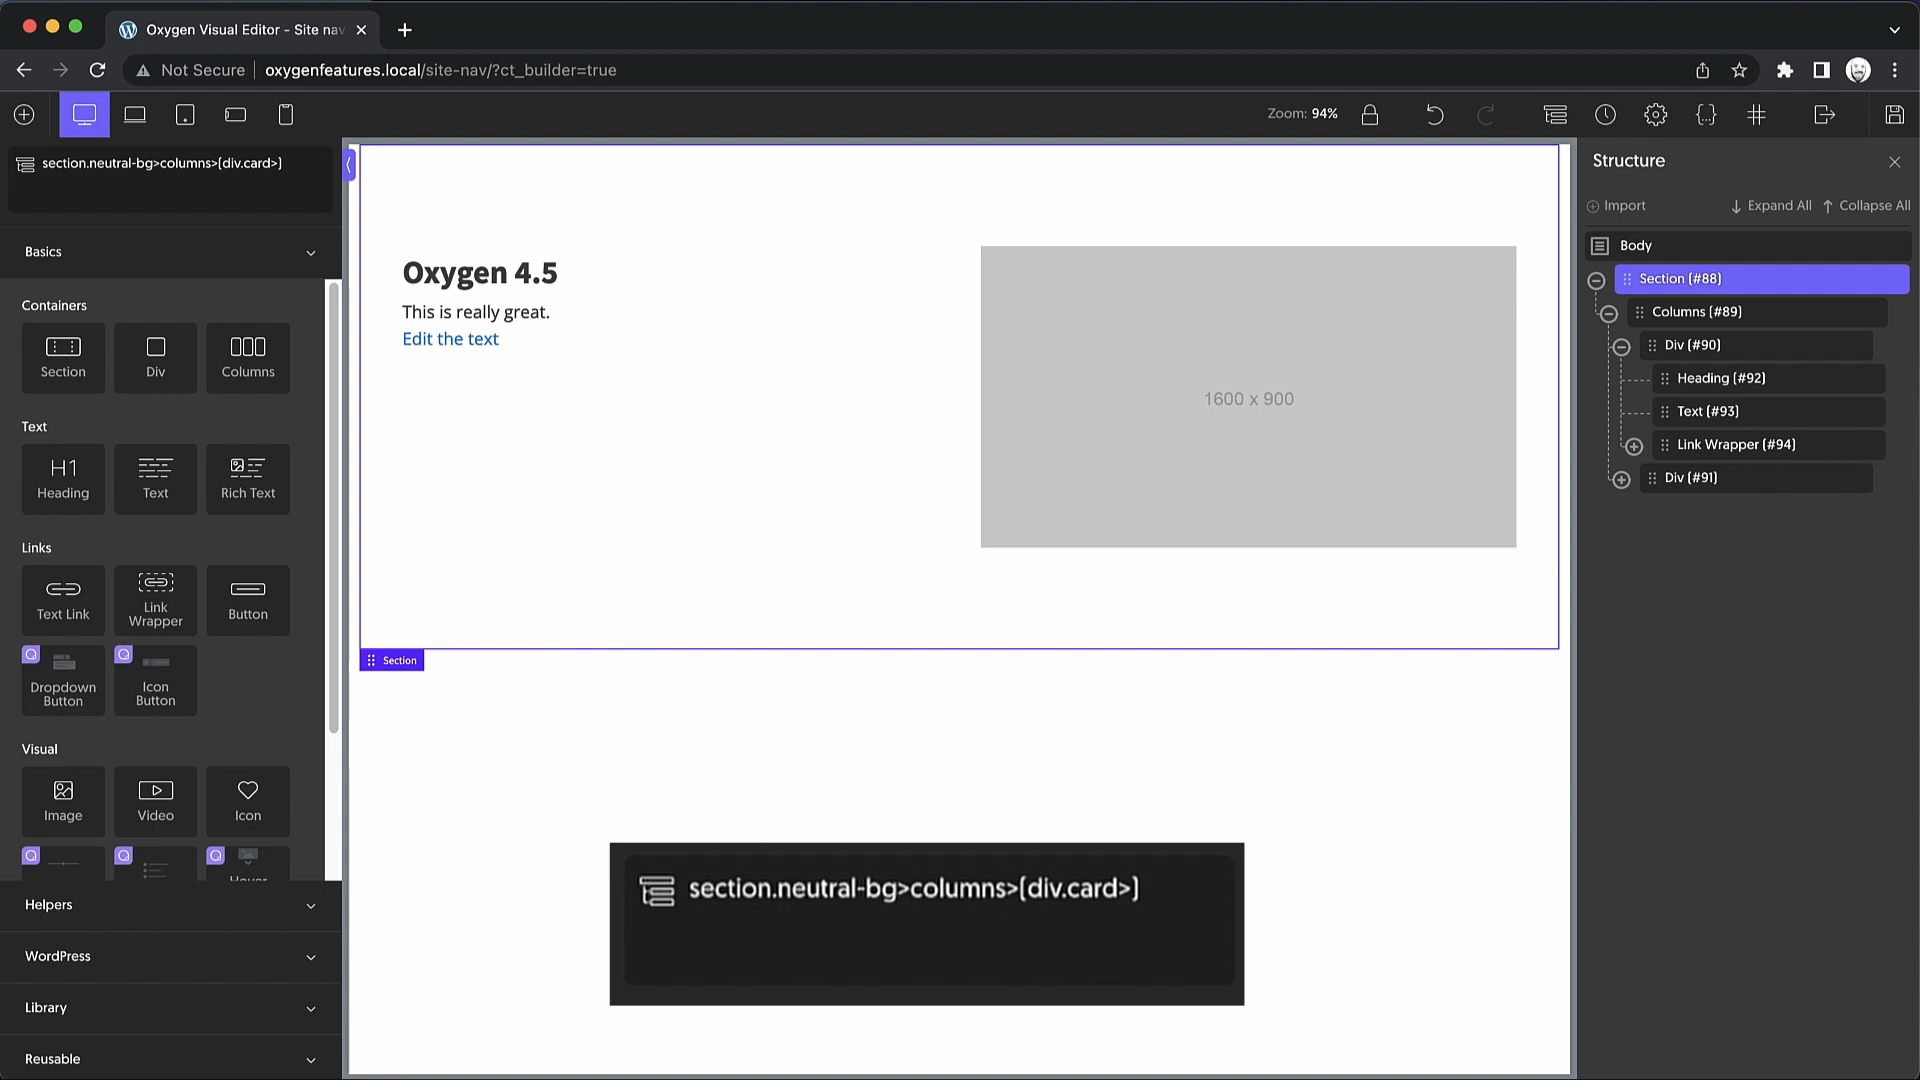 Oxygen Visual Editor - Site nav
Not Secure
oxygenfeatures.local/site-nav/?ct_builder=true
Zoom: 94%
section.neutral-bg>columns>(div.card>)
Basics
Containers
Section
Div
Columns
Text
H1
Heading
Text
Rich Text
Links
Text Link
Link
Wrapper
Button
Dropdown
Button
Icon
Button
Visual
Image
Video
Icon
Hover
Helpers
WordPress
Library
Reusable
Oxygen 4.5
This is really great.
Edit the text
1600 x 900
Section
section.neutral-bg>columns>(div.card>)
Structure
Import
Expand All
Collapse All
Body
Section (#88)
Columns (#89)
Div (#90)
Heading (#92)
Text (#93)
Link Wrapper (#94)
Div (#91)